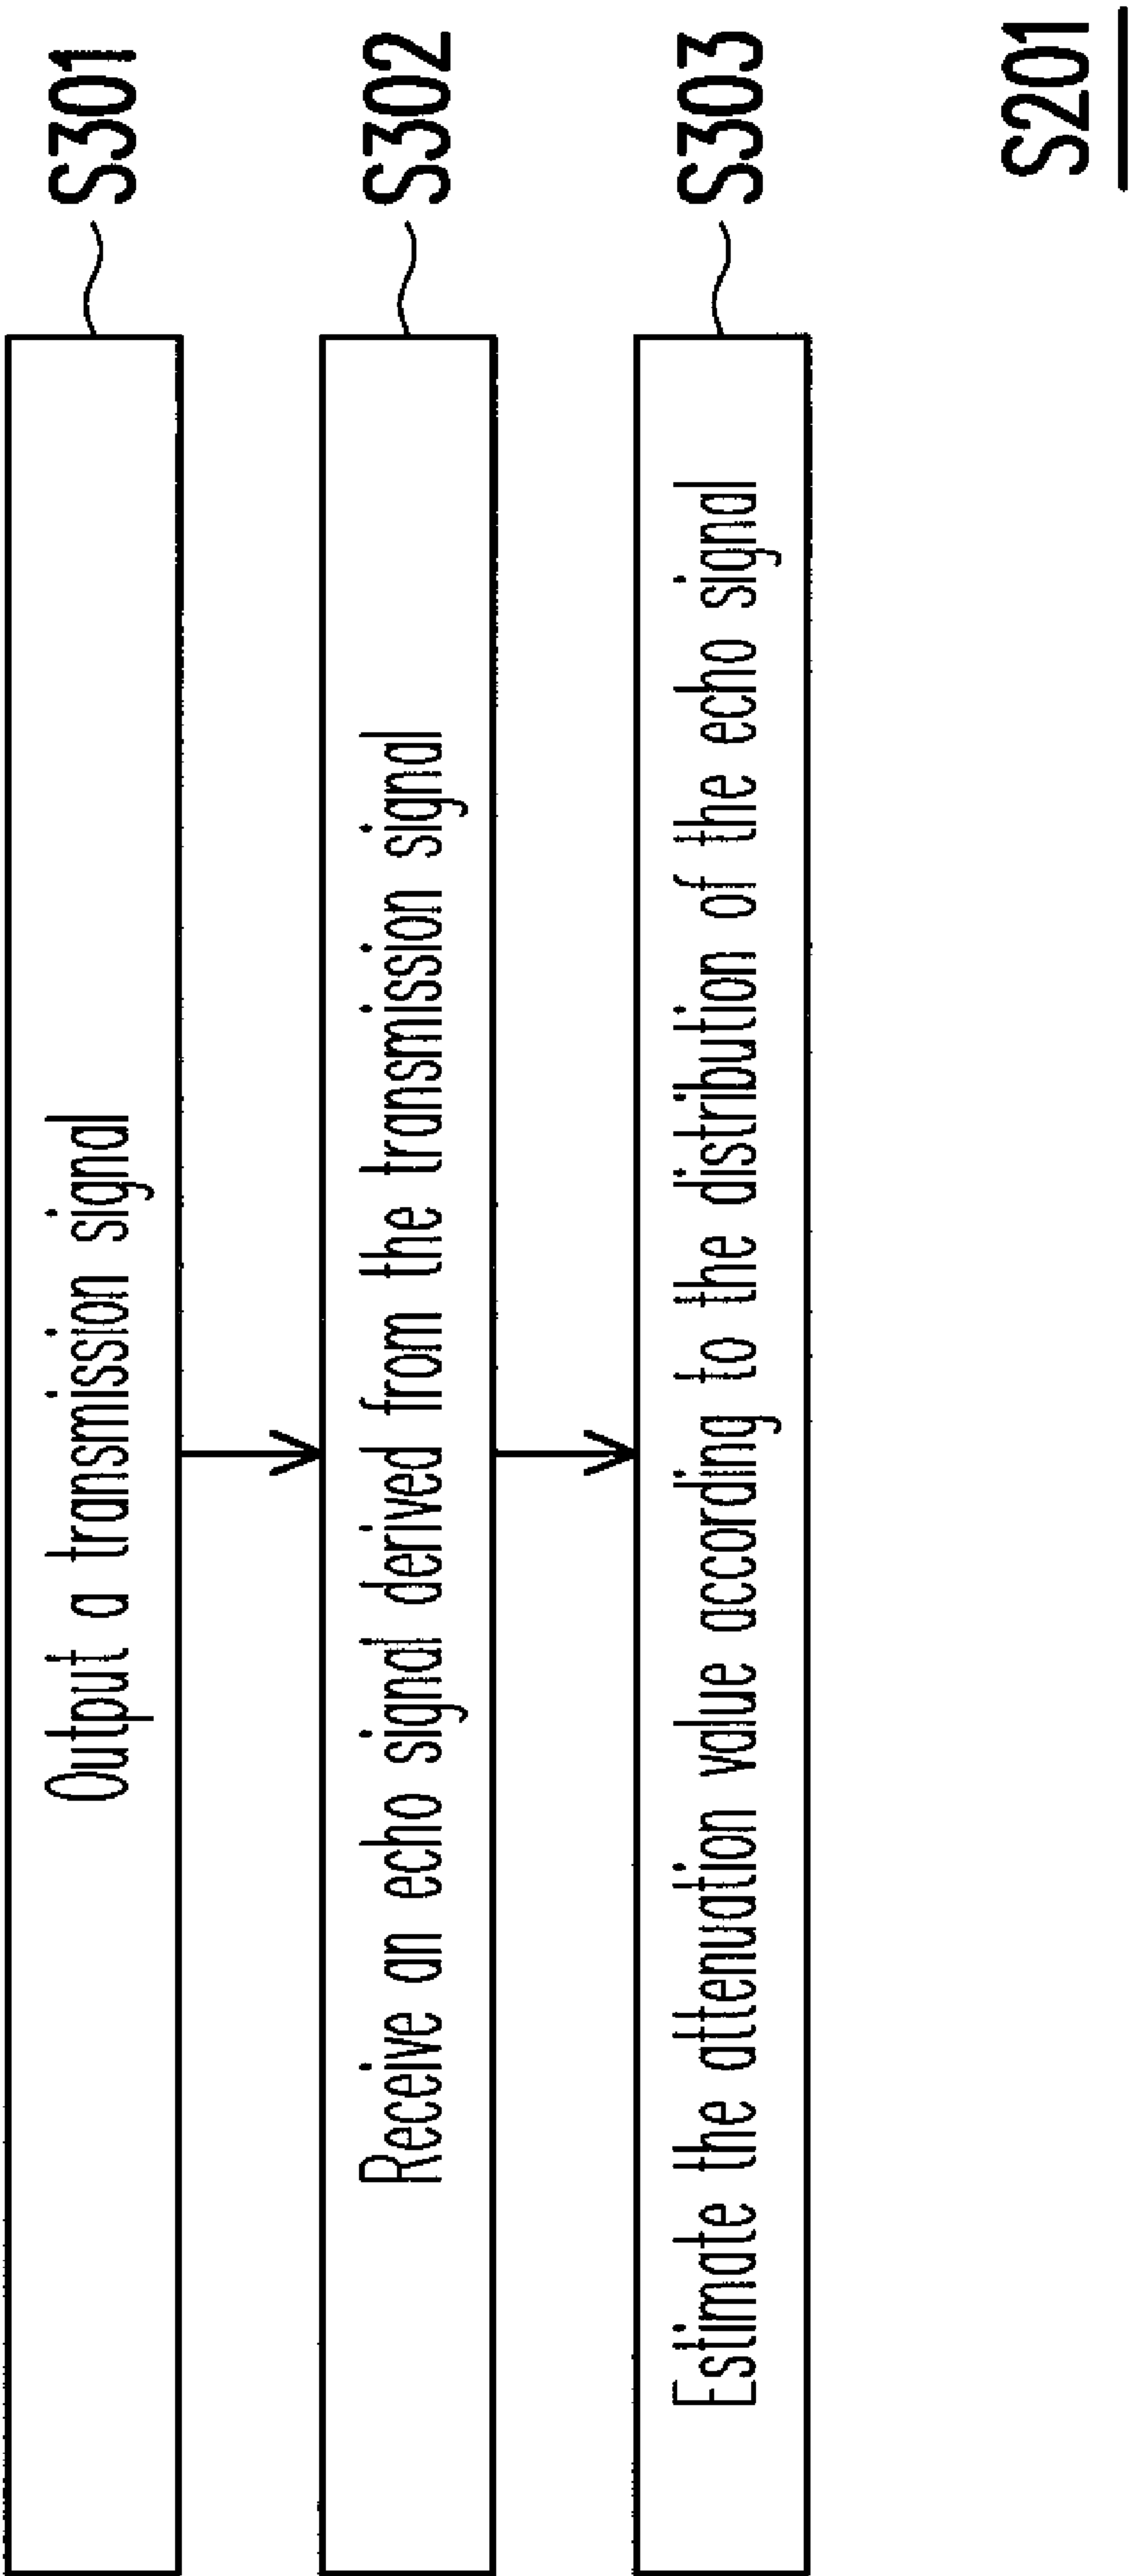 Output a transmission signal
S301
Receive an echo signal derived from the transmission signal
S302
Estimate the attenuation value according to the distribution of the echo signal
S303
S201